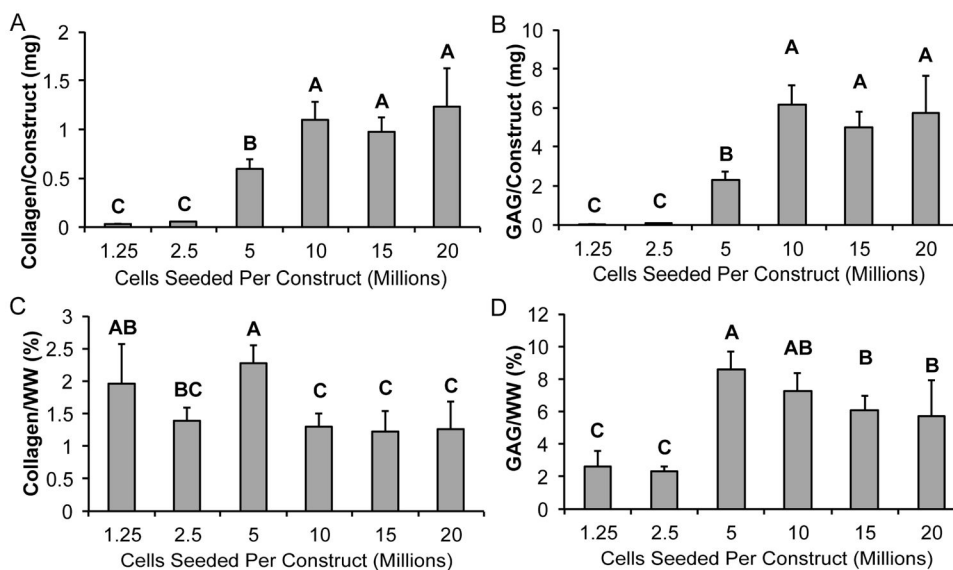 A
Collagen/Construct (mg)
2
1.5
1
0.5
0
C
C
B
A
A
A
1.25
2.5
5
10
15
20
Cells Seeded Per Construct (Millions)
B
GAG/Construct (mg)
10
8
6
4
2
0
C
C
B
A
A
A
1.25
2.5
5
10
15
20
Cells Seeded Per Construct (Millions)
C
Collagen/WW (%)
3
2.5
2
1.5
1
0.5
0
AB
BC
A
C
C
C
1.25
2.5
5
10
15
20
Cells Seeded Per Construct (Millions)
D
GAG/WW (%)
12
10
8
6
4
2
0
C
C
A
AB
B
B
1.25
2.5
5
10
15
20
Cells Seeded Per Construct (Millions)